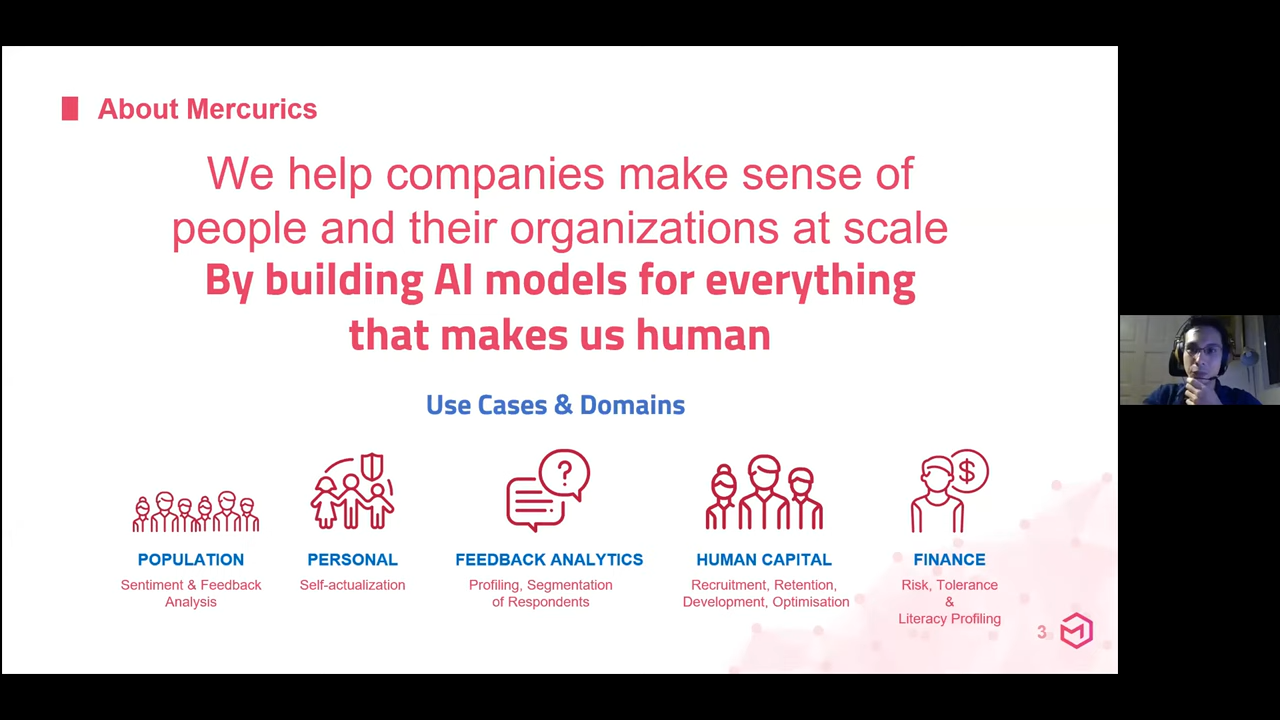 About Mercurics
We help companies make sense of
people and their organizations at scale
By building AI models for everything
that makes us human
Use Cases & Domains
?
$
POPULATION
Sentiment & Feedback
Analysis
PERSONAL
Self-actualization
FEEDBACK ANALYTICS
Profiling, Segmentation
of Respondents
HUMAN CAPITAL
Recruitment, Retention,
Development, Optimisation
FINANCE
Risk, Tolerance
&
Literacy Profiling
3